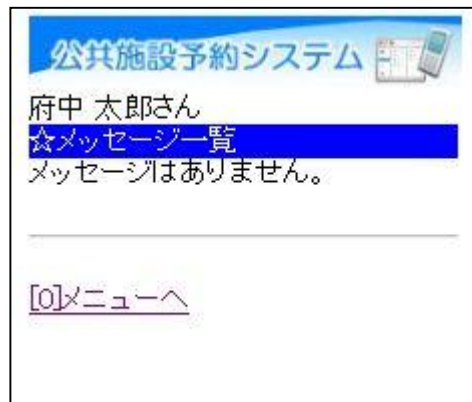 公共施設予約システム
府中 太郎さん
☆メッセージ一覧
メッセージはありません。
[0]メニューへ